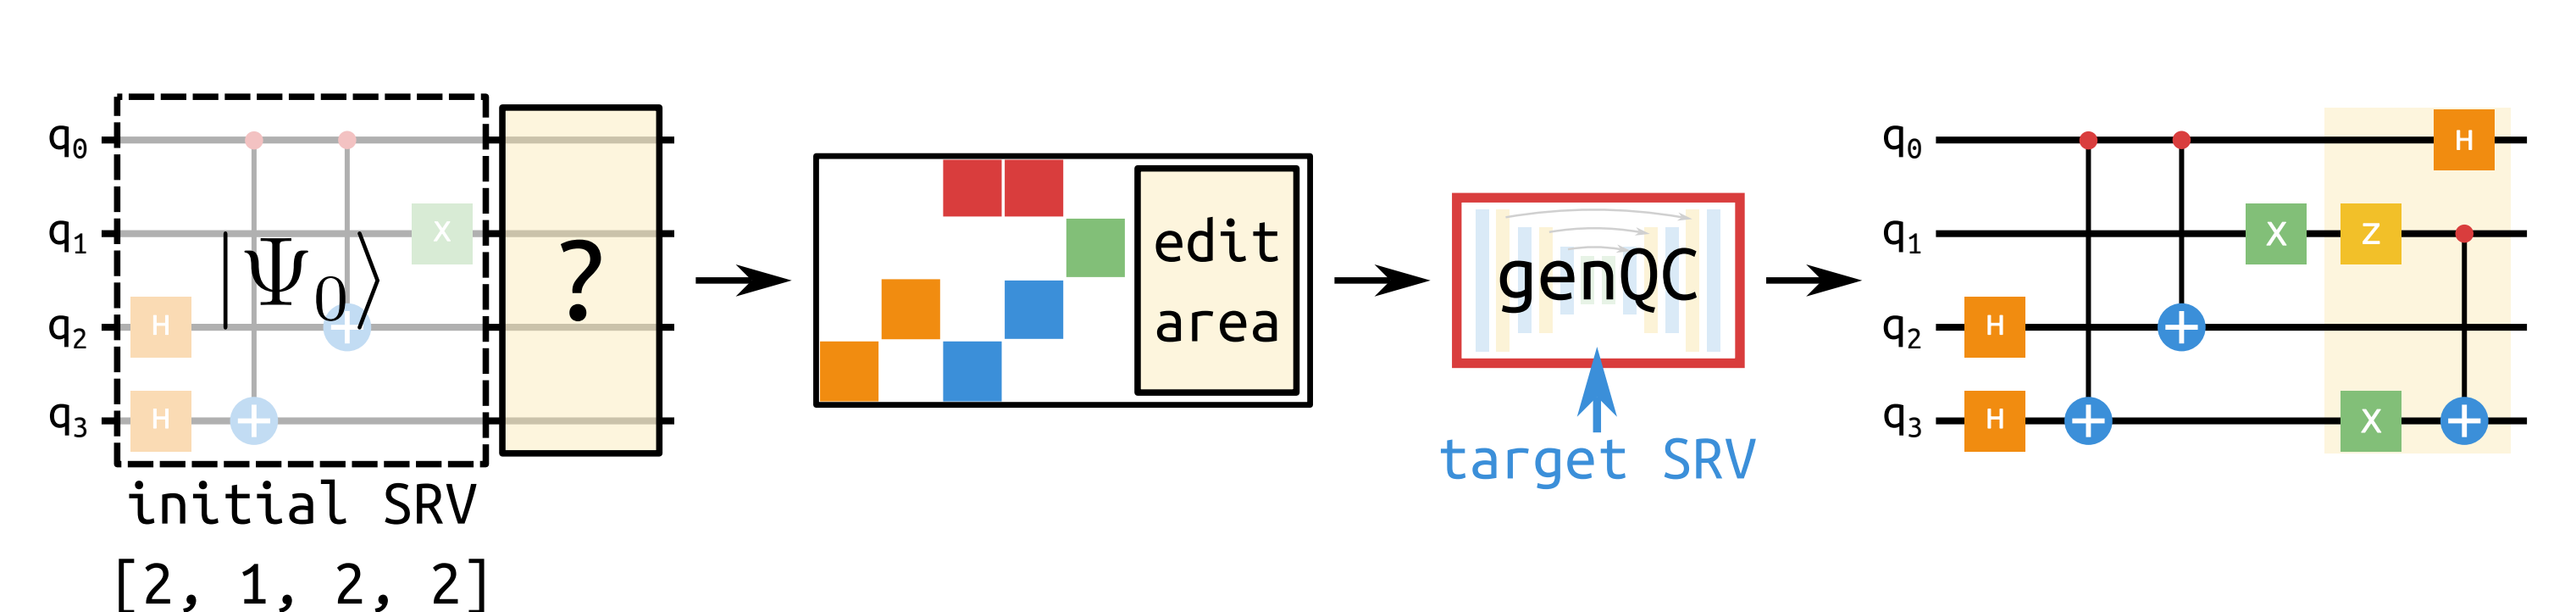 q0
q1
q2
q3
H
H
X
|Ψ0⟩
initial SRV
[2, 1, 2, 2]
?
edit
area
genQC
target SRV
q0
q1
q2
q3
H
X Z
H
H X